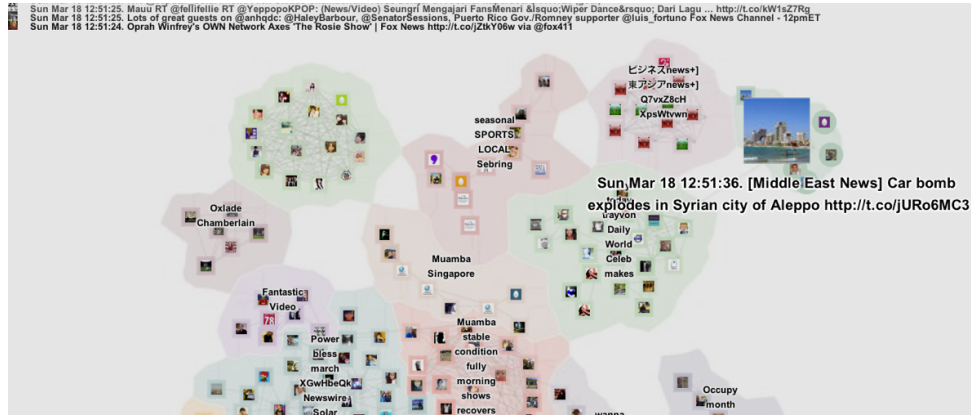 Sun Mar 18 12:51:25. Mauu RT @fellifellie RT @YeppopoKPOP: (News/Video) Seungri Mengajari FansMenari &lsquo;Wiper Dance&rsquo; Dari Lagu ... http://t.co/kW1sZ7Rg
Sun Mar 18 12:51:25. Lots of great guests on @anhqdc: @HaleyBarbour, @SenatorSessions, Puerto Rico Gov./Romney supporter @luis_fortuno Fox News Channel - 12pmET
Sun Mar 18 12:51:24. Oprah Winfrey's OWN Network Axes 'The Rosie Show' | Fox News http://t.co/jZtkY06w via @fox411
ビジネスnews+]
東アジアnews+]
Q7vxZ8cH
XpsWtvwn
seasonal
SPORTS
LOCAL
Sebring
Sun Mar 18 12:51:36. [Middle East News] Car bomb
explodes in Syrian city of Aleppo http://t.co/jURo6MC3
today
trayvon
Daily
World
Celeb
makes
Oxlade
Chamberlain
Muamba
Singapore
Fantastic
Video
78
Power
bless
march
XGwHbeQk
Newswire
Solar
Muamba
stable
condition
fully
morning
shows
recovers
Occupy
month
wanna